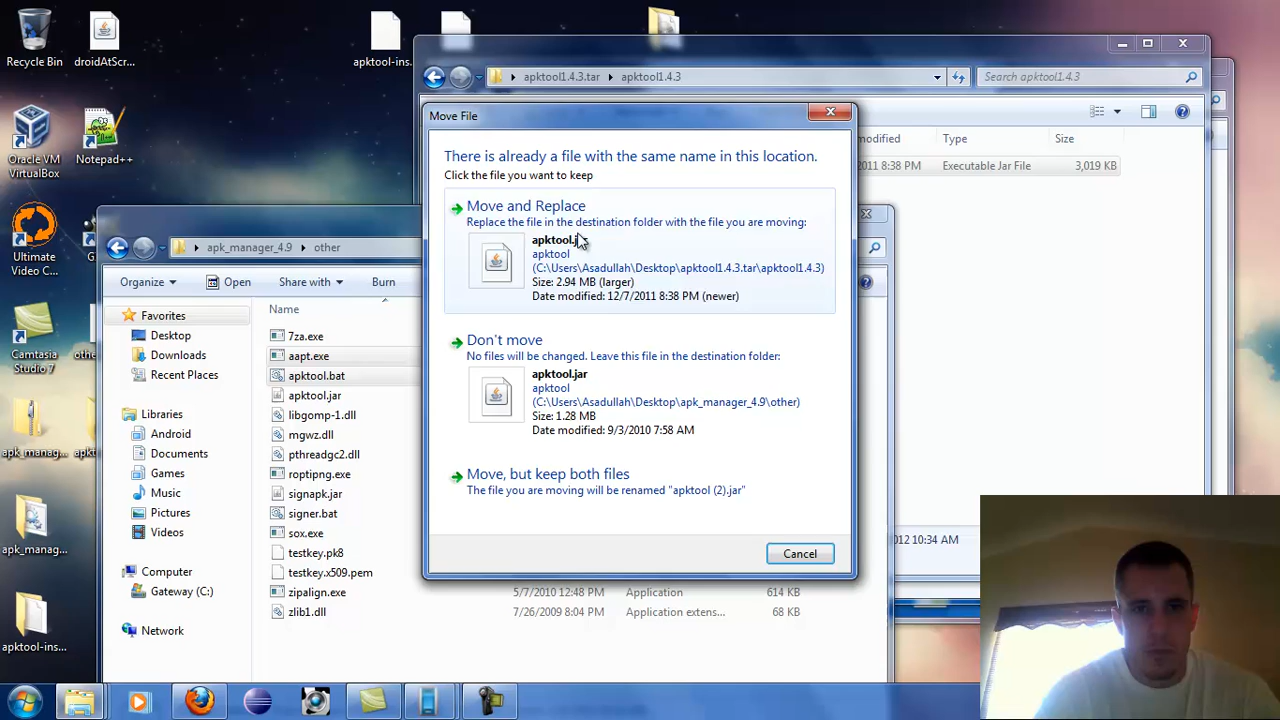 Recycle Bin
droidAtScr...
apktool-ins...
Oracle VM
VirtualBox
Notepad++
Ultimate
Video C...
Camtasia
Studio 7
othe
apk_manag...
apk_manag...
apktool-ins...
apktool1.4.3.tar
apktool1.4.3
Search apktool1.4.3
odified
Type
Size
2011 8:38 PM
Executable Jar File
3,019 KB
apk_manager_4.9
other
Organize
Open
Share with
Burn
Favorites
Desktop
Downloads
Recent Places
Libraries
Android
Documents
Games
Music
Pictures
Videos
Computer
Gateway (C:)
Network
Name
7za.exe
aapt.exe
apktool.bat
apktool.jar
libgomp-1.dll
mgwz.dll
pthreadgc2.dll
roptipng.exe
signapk.jar
signer.bat
sox.exe
testkey.pk8
testkey.x509.pem
zipalign.exe
5/7/2010 12:48 PM
Application
614 KB
zlib1.dll
7/26/2009 8:04 PM
Application extens...
68 KB
012 10:34 AM
Move File
There is already a file with the same name in this location.
Click the file you want to keep
Move and Replace
Replace the file in the destination folder with the file you are moving:
apktool.j
apktool
(C:\Users\Asadullah\Desktop\apktool1.4.3.tar\apktool1.4.3)
Size: 2.94 MB (larger)
Date modified: 12/7/2011 8:38 PM (newer)
Don't move
No files will be changed. Leave this file in the destination folder:
apktool.jar
apktool
(C:\Users\Asadullah\Desktop\apk_manager_4.9\other)
Size: 1.28 MB
Date modified: 9/3/2010 7:58 AM
Move, but keep both files
The file you are moving will be renamed "apktool (2).jar"
Cancel